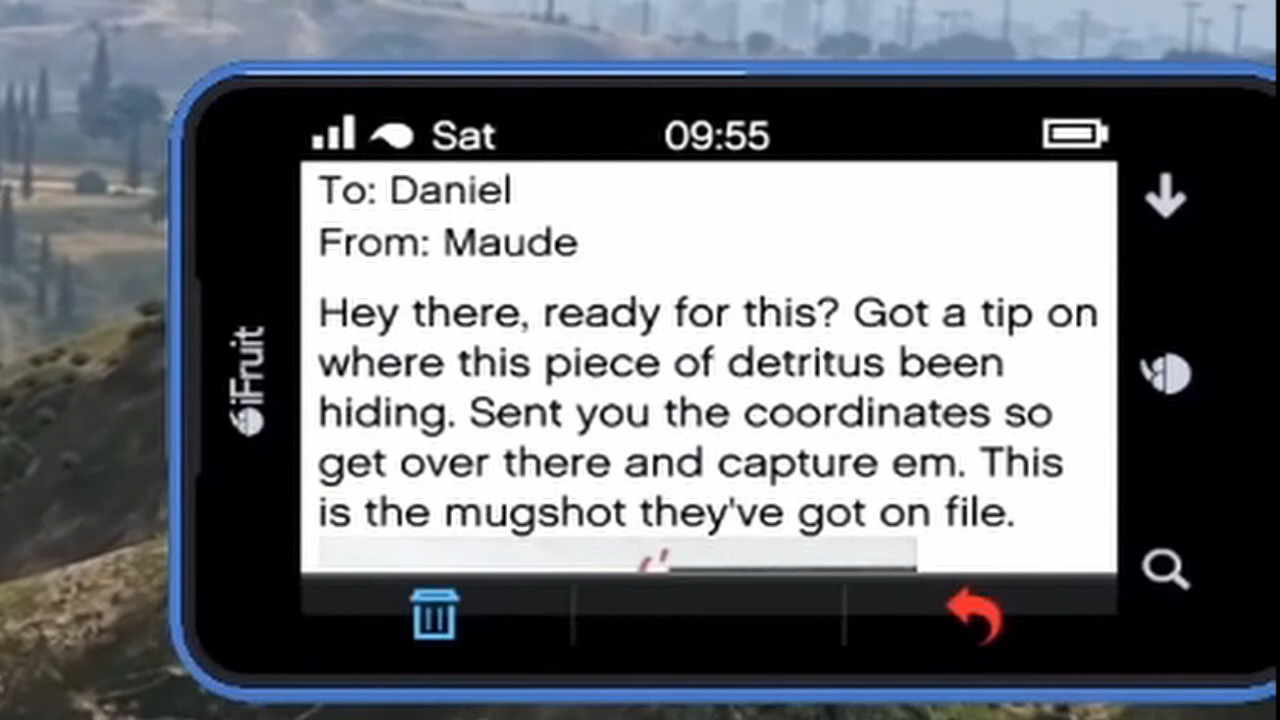 Sat 09:55
To: Daniel
From: Maude
Hey there, ready for this? Got a tip on
where this piece of detritus been
hiding. Sent you the coordinates so
get over there and capture em. This
is the mugshot they've got on file.
iFruit